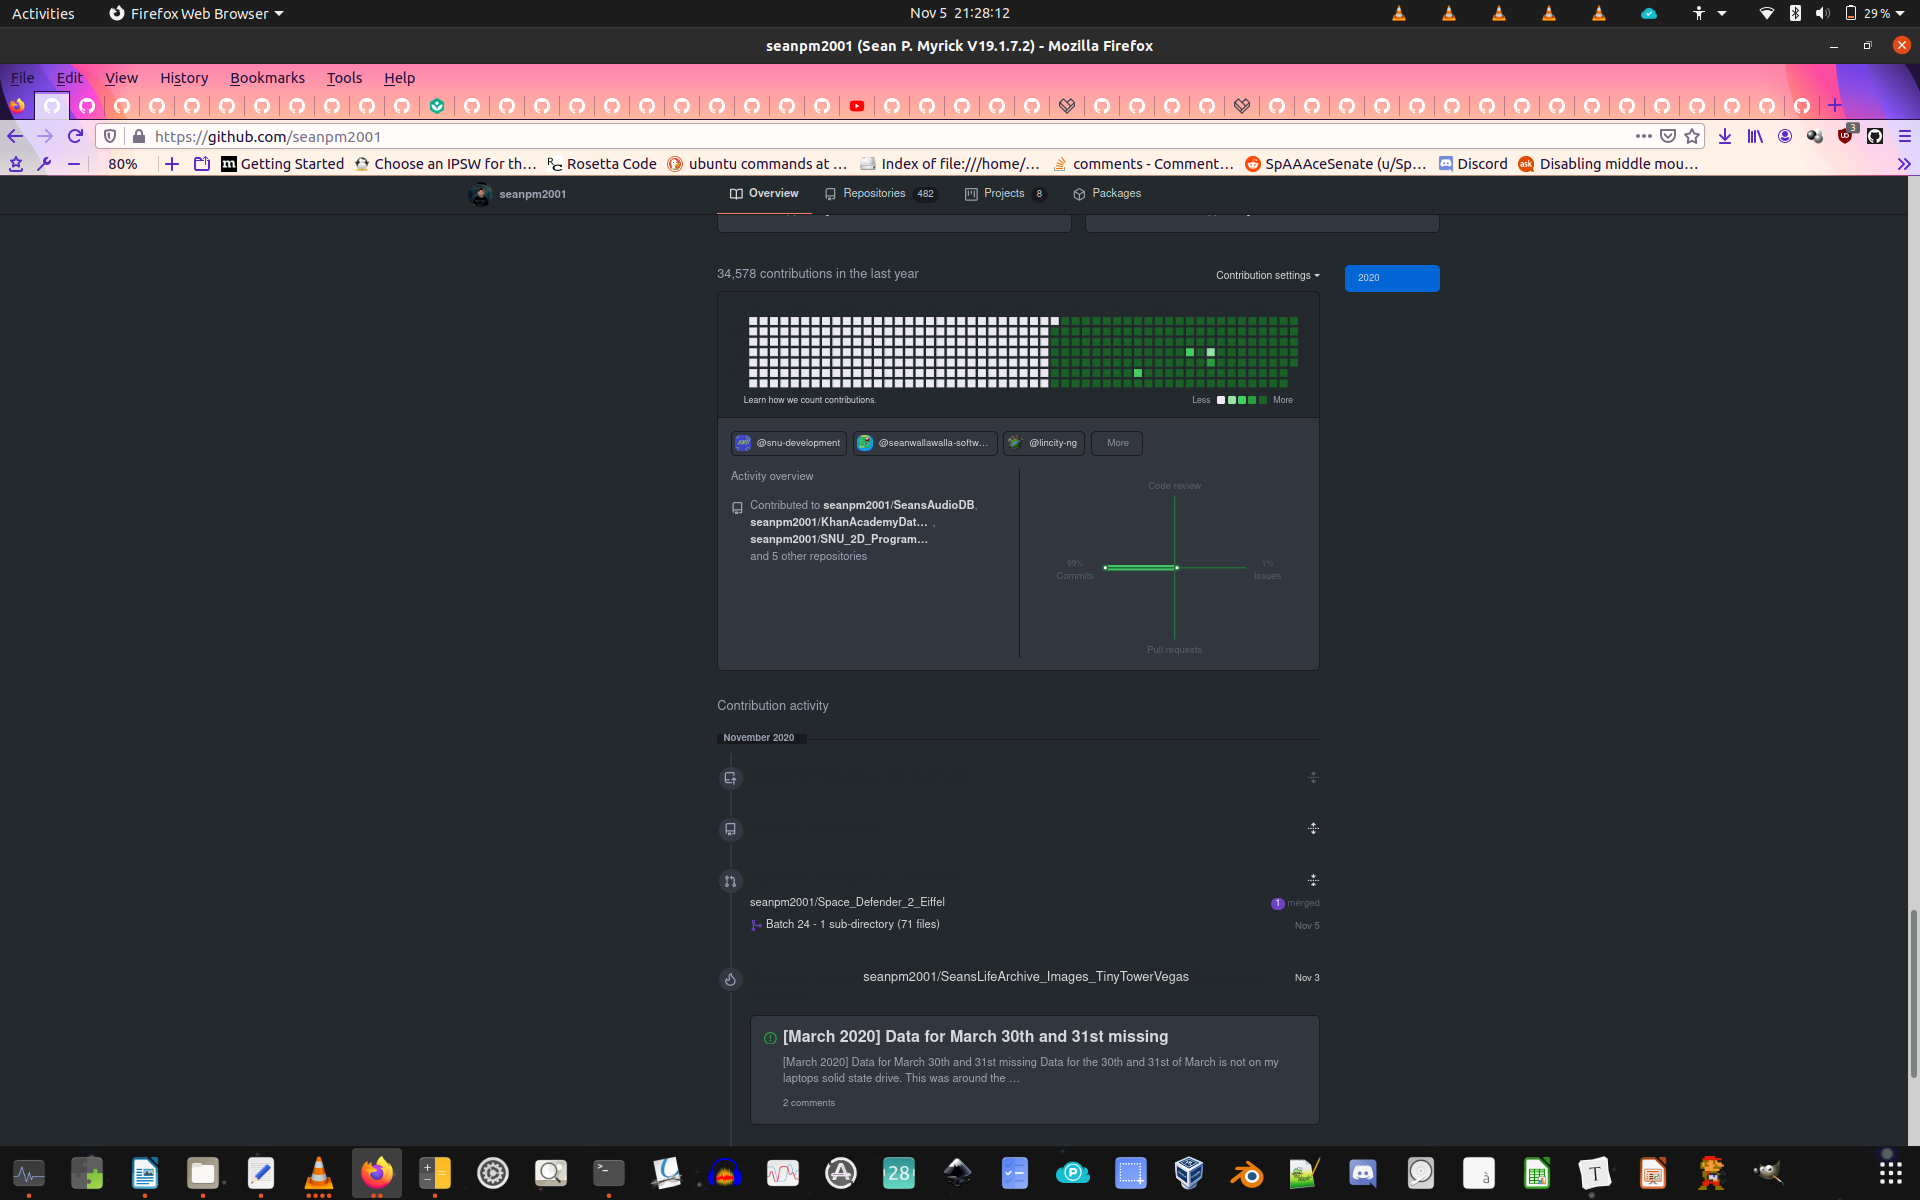 Activities
Firefox Web Browser
Nov 5 21:28:12
29 %
seanpm2001 (Sean P. Myrick V19.1.7.2) - Mozilla Firefox
File Edit View History Bookmarks Tools Help
https://github.com/seanpm2001
3
80%
Getting Started
Choose an IPSW for th…
Rosetta Code
ubuntu commands at …
Index of file:///home/…
comments - Comment…
SpAAAceSenate (u/Sp…
Discord
Disabling middle mou…
seanpm2001
Overview
Repositories 482
Projects 8
Packages
34,578 contributions in the last year
Contribution settings
2020
Learn how we count contributions.
Less
More
@snu-development
@seanwallawalla-softw…
@lincity-ng
More
Activity overview
Contributed to seanpm2001/SeansAudioDB,
seanpm2001/KhanAcademyDat… ,
seanpm2001/SNU_2D_Program…
and 5 other repositories
Code review
99%
Commits
1%
Issues
Pull requests
Contribution activity
November 2020
seanpm2001/Space_Defender_2_Eiffel
1 merged
Batch 24 - 1 sub-directory (71 files)
Nov 5
seanpm2001/SeansLifeArchive_Images_TinyTowerVegas
Nov 3
[March 2020] Data for March 30th and 31st missing
[March 2020] Data for March 30th and 31st missing Data for the 30th and 31st of March is not on my
laptops solid state drive. This was around the …
2 comments
28